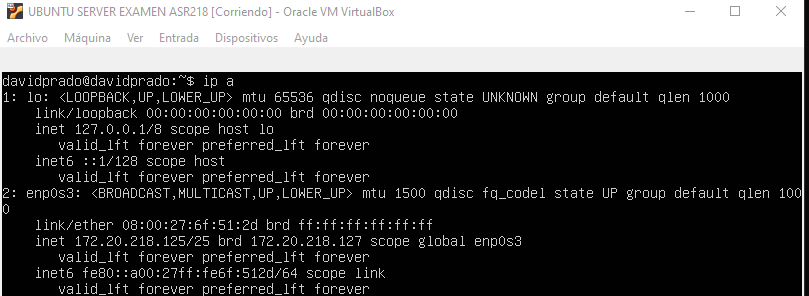 UBUNTU SERVER EXAMEN ASR218 [Corriendo] - Oracle VM VirtualBox
Archivo Máquina Ver Entrada Dispositivos Ayuda
davidprado@davidprado:~$ ip a
1: lo: <LOOPBACK,UP,LOWER_UP> mtu 65536 qdisc noqueue state UNKNOWN group default qlen 1000
    link/loopback 00:00:00:00:00:00 brd 00:00:00:00:00:00
    inet 127.0.0.1/8 scope host lo
       valid_lft forever preferred_lft forever
    inet6 ::1/128 scope host
       valid_lft forever preferred_lft forever
2: enp0s3: <BROADCAST,MULTICAST,UP,LOWER_UP> mtu 1500 qdisc fq_codel state UP group default qlen 100
0
    link/ether 08:00:27:6f:51:2d brd ff:ff:ff:ff:ff:ff
    inet 172.20.218.125/25 brd 172.20.218.127 scope global enp0s3
       valid_lft forever preferred_lft forever
    inet6 fe80::a00:27ff:fe6f:512d/64 scope link
       valid_lft forever preferred_lft forever